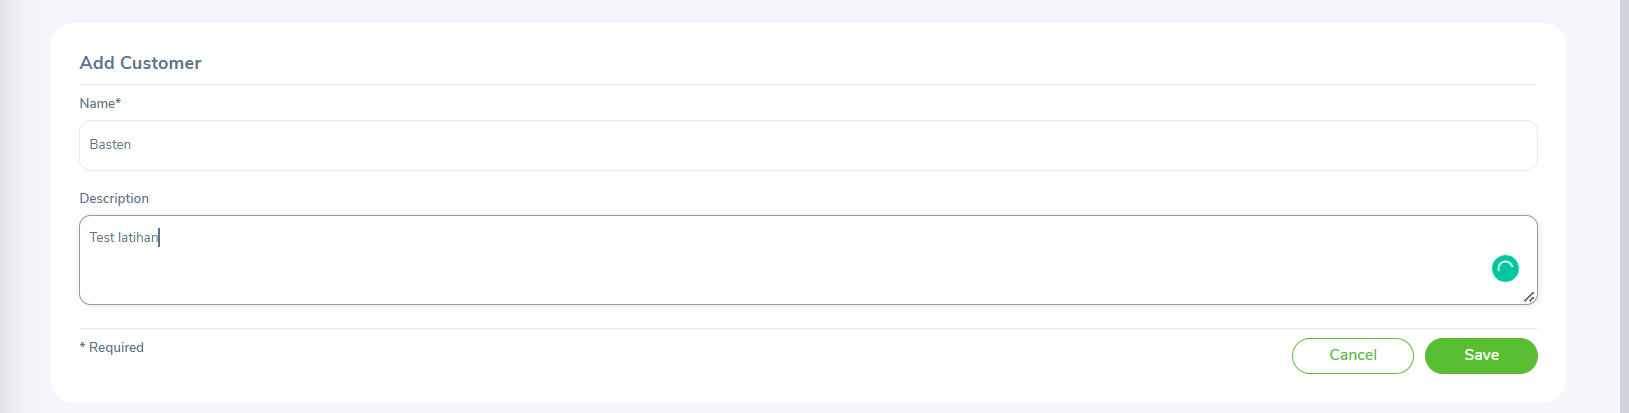 Add Customer
Name*
Basten
Description
Test latihan
* Required
Cancel
Save